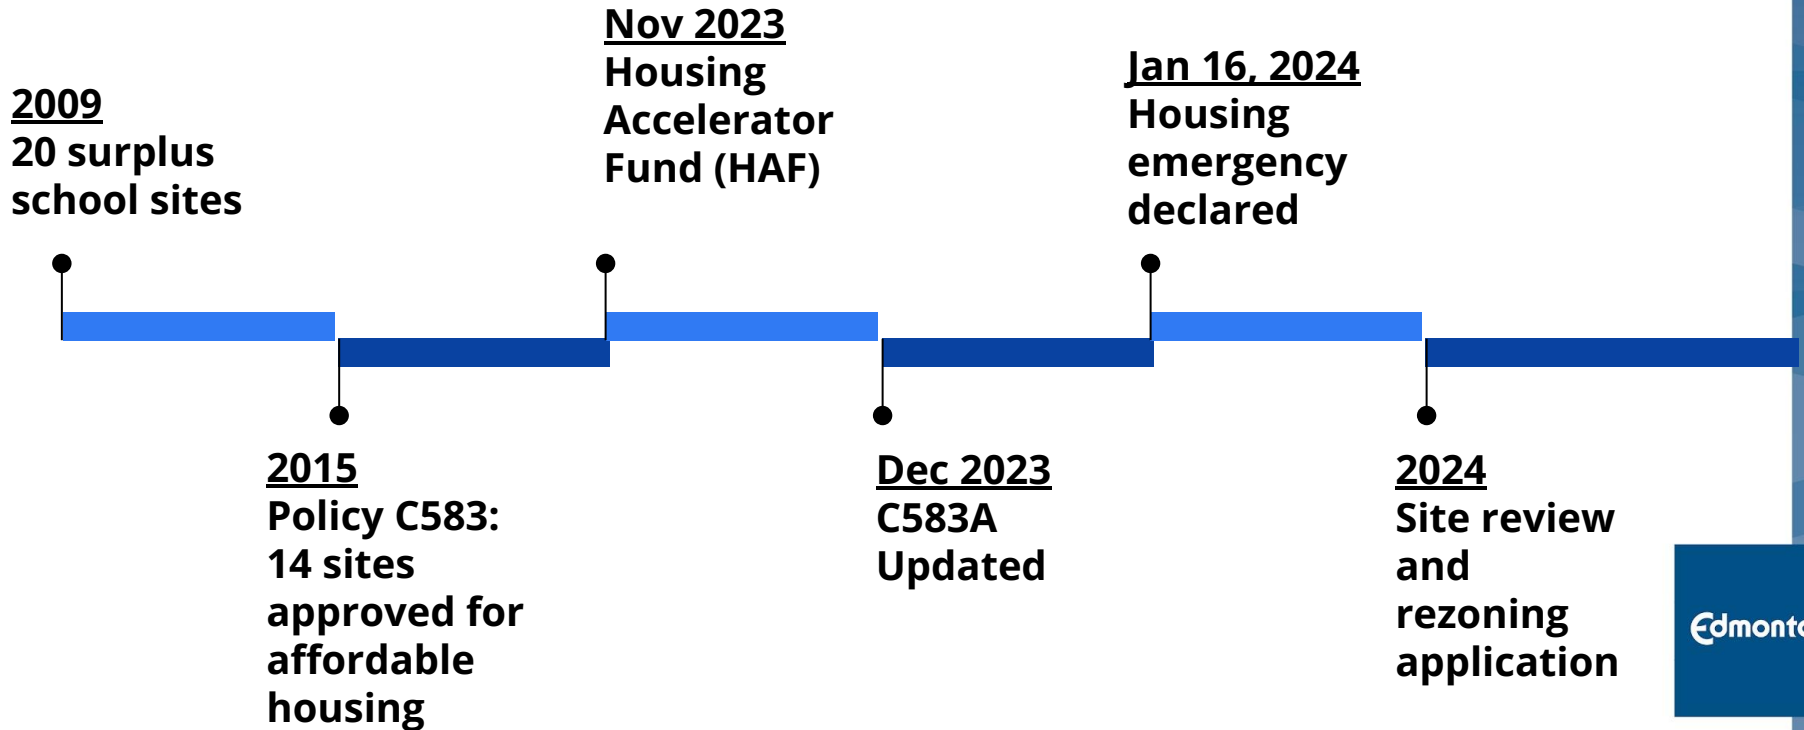 2009
20 surplus
school sites
2015
Policy C583:
14 sites
approved for
affordable
housing
Nov 2023
Housing
Accelerator
Fund (HAF)
Dec 2023
C583A
Updated
Jan 16, 2024
Housing
emergency
declared
2024
Site review
and
rezoning
application